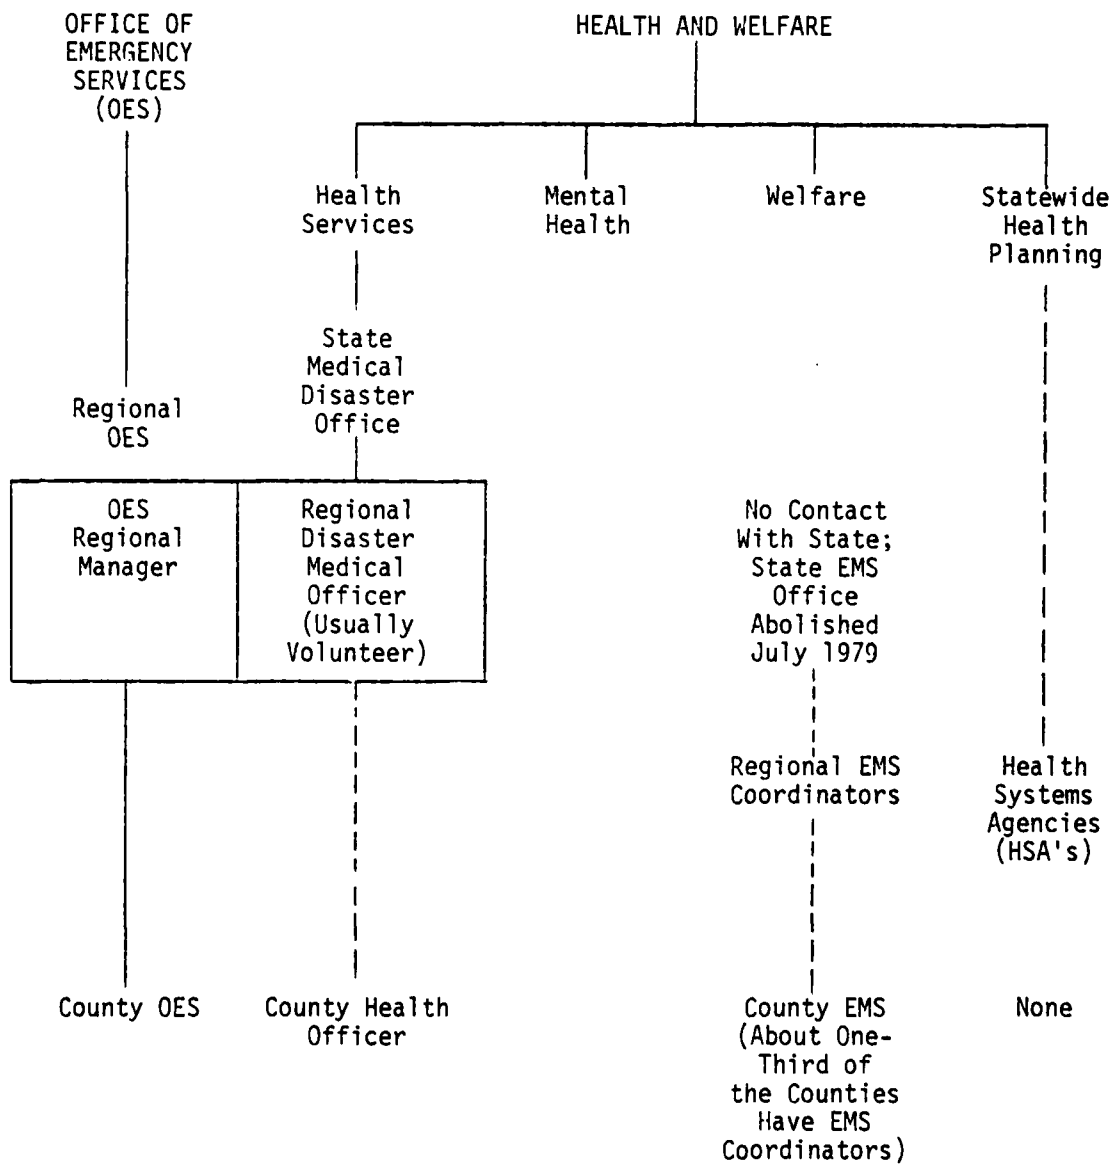 OFFICE OF
EMERGENCY
SERVICES
(OES)
HEALTH AND WELFARE
Health
Services
Mental
Health
Welfare
Statewide
Health
Planning
State
Medical
Disaster
Office
Regional
OES
OES
Regional
Manager
Regional
Disaster
Medical
Officer
(Usually
Volunteer)
No Contact
With State;
State EMS
Office
Abolished
July 1979
Regional EMS
Coordinators
Health
Systems
Agencies
(HSA's)
County OES
County Health
Officer
County EMS
(About One-
Third of
the Counties
Have EMS
Coordinators)
None